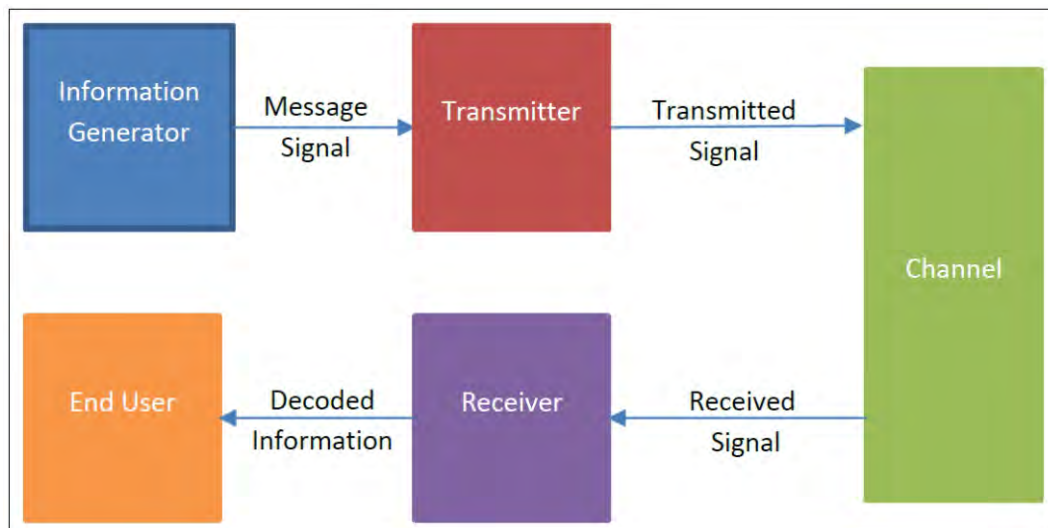 Information
Generator
Message
Signal
Transmitter
Transmitted
Signal
Channel
End User
Decoded
Information
Receiver
Received
Signal